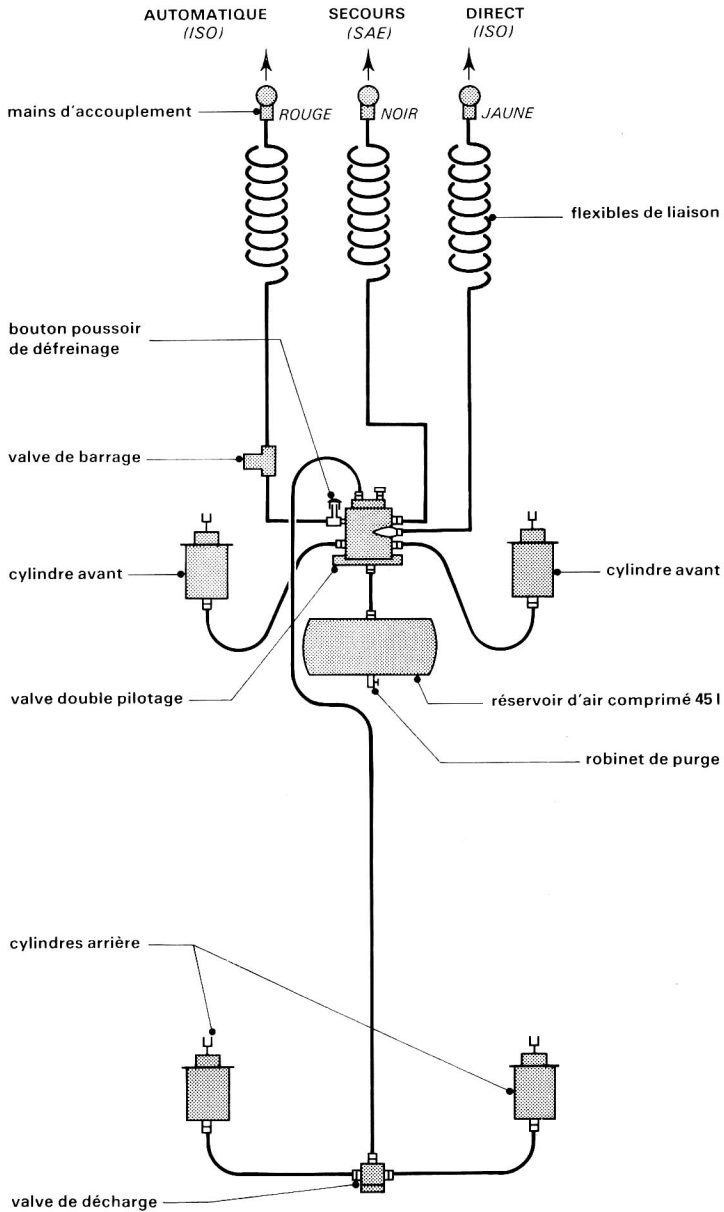 AUTOMATIQUE
(ISO)
SECOURS
(SAE)
DIRECT
(ISO)
mains d'accouplement
ROUGE
NOIR
JAUNE
flexibles de liaison
bouton poussoir
de défreinage
valve de barrage
cylindre avant
cylindre avant
valve double pilotage
réservoir d'air comprimé 45 l
robinet de purge
cylindres arrière
valve de décharge